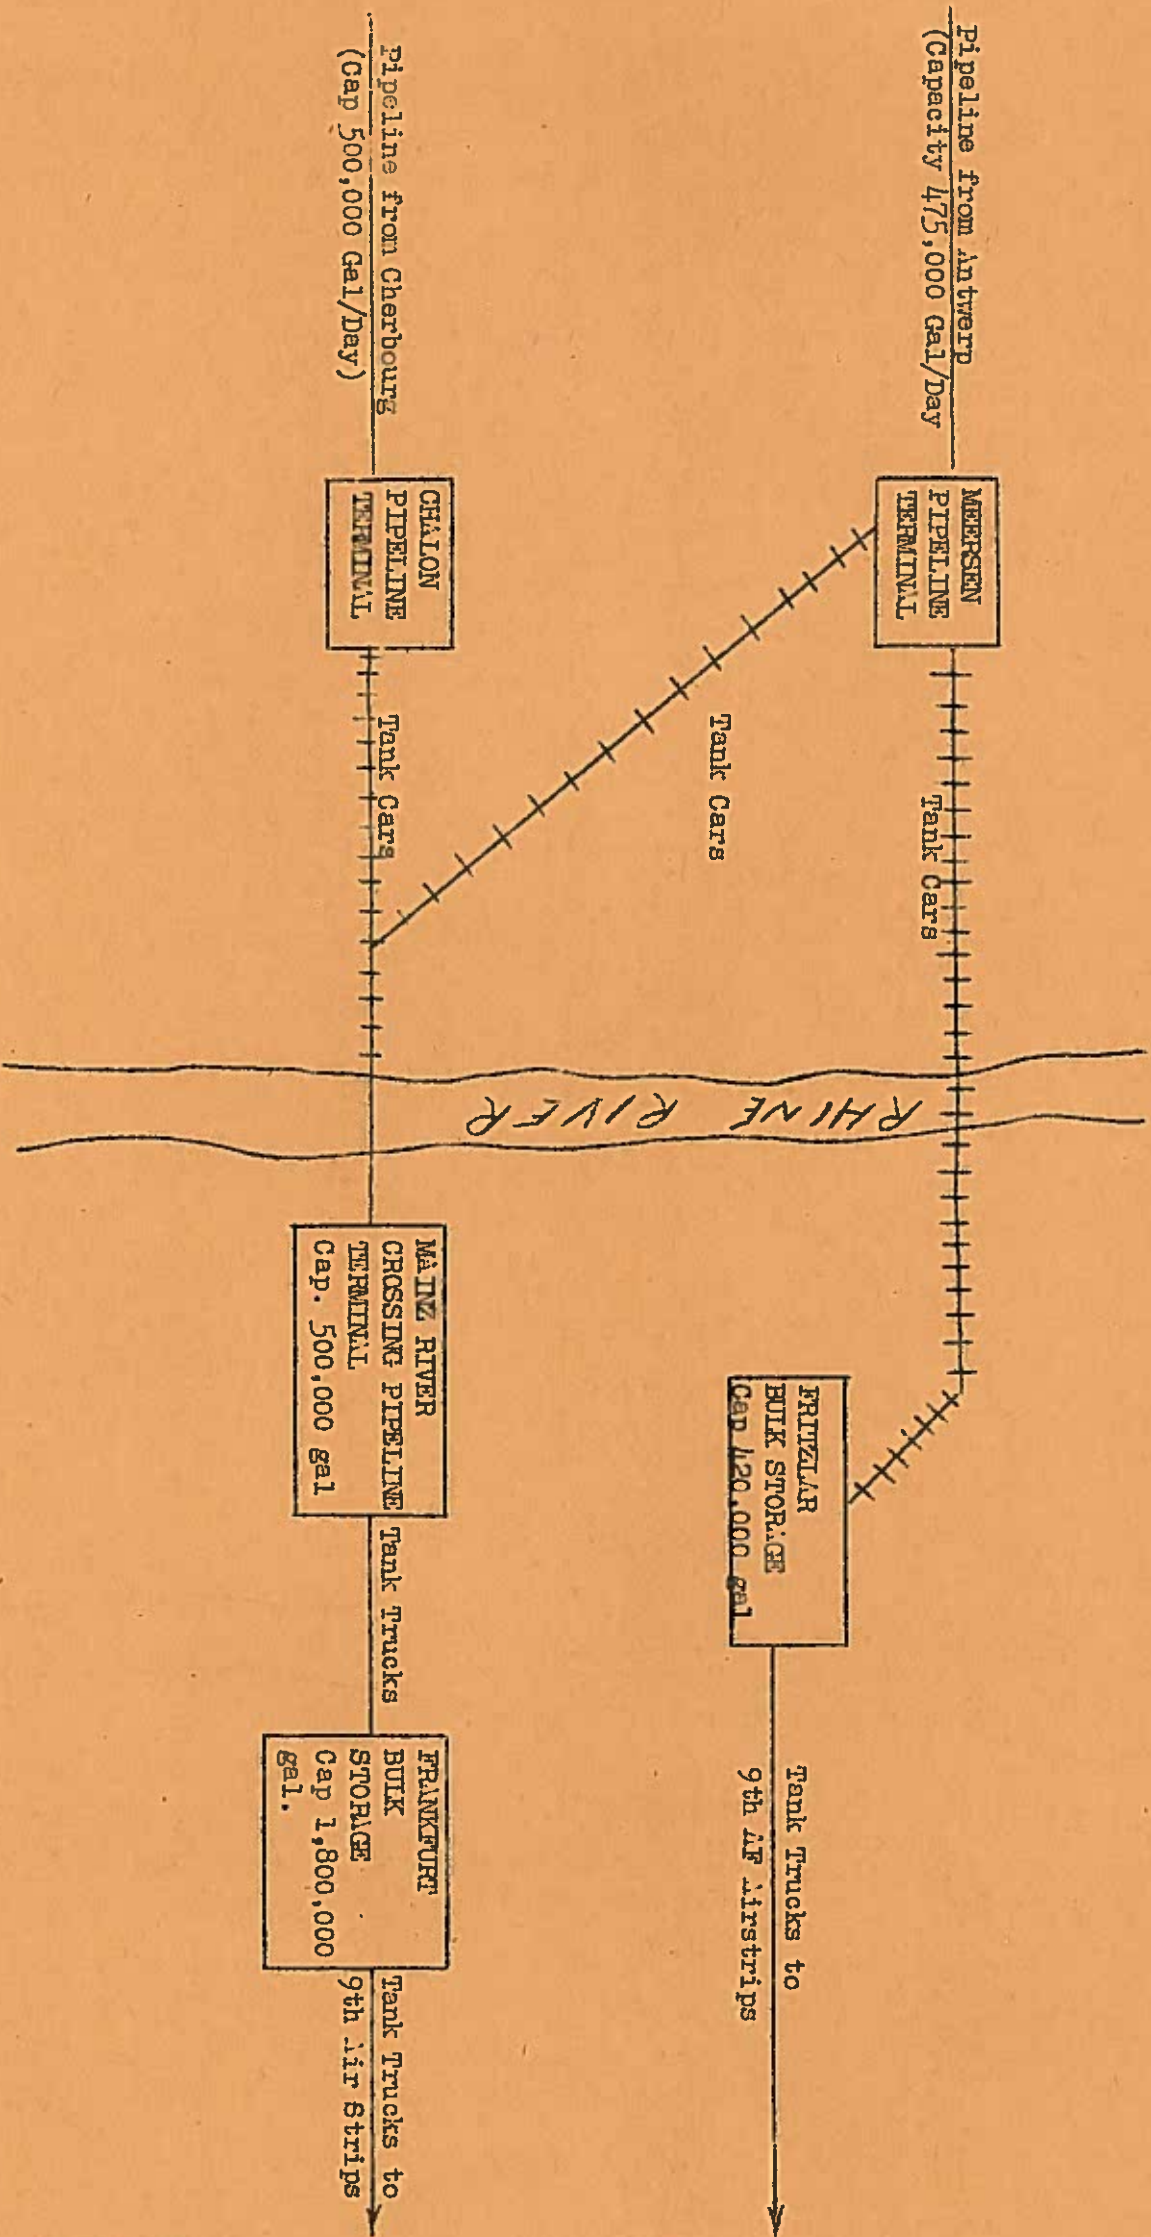 Pipeline from Antwerp
(Capacity 475,000 Gal/Day
MEERSEN
PIPELINE
TERMINAL
Tank Cars
Tank Cars
FRITZLAR
BULK STORAGE
Cap 420,000 gal
Tank Trucks to
9th AF Airstrips
RHINE RIVER
Pipeline from Cherbourg
(Cap 500,000 Gal/Day)
CHALON
PIPELINE
TERMINAL
Tank Cars
MAINZ RIVER
CROSSING PIPELINE
TERMINAL
Cap. 500,000 gal
Tank Trucks
FRANKFURT
BULK
STORAGE
Cap 1,800,000
gal.
Tank Trucks to
9th Air Strips